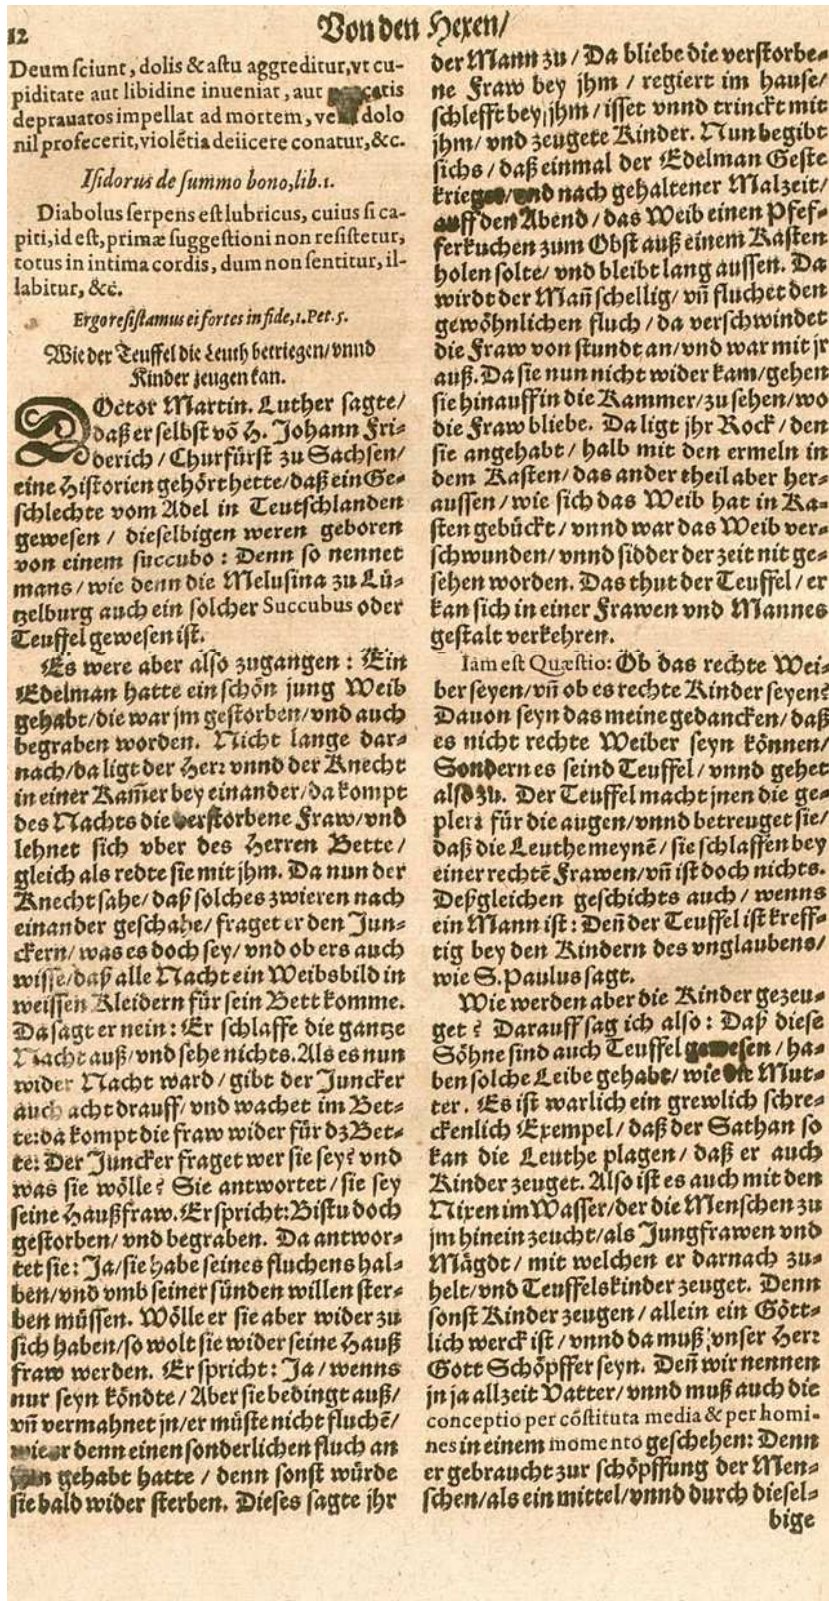 12
Von den Hexen/
Deum sciunt, dolis & astu aggreditur, vt cu-
piditate aut libidine inueniat, aut
deprauatos impellat ad mortem, dolo
nil profecerit, violẽtia deiicere conatur, &c.
Isidorus de summo bono, lib. 1.
Diabolus serpens est lubricus, cuius si ca-
piti, id est, primæ suggestioni non resistetur,
totus in intima cordis, dum non sentitur, il-
labitur, &c.
Ergo resistamus ei fortes in fide, 1. Pet. 5.
Wie der Teuffel die Leuth betriegen/ vnnd
Kinder zeugen kan.
DOctor Martin. Luther sagte/
daß er selbst võ H. Johann Fri-
derich/ Churfürst zu Sachsen/
eine Historien gehört hette/ daß ein Ge-
schlechte vom Adel in Teutschlanden
gewesen/ dieselbigen weren geboren
von einem succubo: Denn so nennet
mans/ wie denn die Melusina zu Lü-
tzelburg auch ein solcher Succubus oder
Teuffel gewesen ist.
Es were aber also zugangen: Ein
Edelman hatte ein schön jung Weib
gehabt/ die war jm gestorben/ vnd auch
begraben worden. Nicht lange dar-
nach/ da ligt der Herr vnnd der Knecht
in einer Kam̃er bey einander/ da kompt
des Nachts die verstorbene Fraw/ vnd
lehnet sich vber des Herren Bette/
gleich als redte sie mit jhm. Da nun der
Knecht sahe/ daß solches zwieren nach
einander geschahe/ fraget er den Jun-
ckern/ was es doch sey/ vnd ob ers auch
wisse/ daß alle Nacht ein Weibsbild in
weissen Kleidern für sein Bett komme.
Da sagt er nein: Er schlaffe die gantze
Nacht auß/ vnd sehe nichts. Als es nun
wider Nacht ward/ gibt der Juncker
auch acht drauff/ vnd wachet im Bet-
te: da kompt die fraw wider für dz Bet-
te: Der Juncker fraget wer sie sey? vnd
was sie wölle? Sie antwortet/ sie sey
seine Haußfraw. Er spricht: Bistu doch
gestorben/ vnd begraben. Da antwor-
tet sie: Ja/ sie habe seines fluchens hal-
ben/ vnd vmb seiner sünden willen ster-
ben müssen. Wölle er sie aber wider zu
sich haben/ so wolt sie wider seine Hauß
fraw werden. Er spricht: Ja/ wenns
nur seyn köndte/ Aber sie bedingt auß/
vñ vermahnet jn/ er müste nicht fluchẽ/
wie er denn einen sonderlichen fluch an
gehabt hatte/ denn sonst würde
sie bald wider sterben. Dieses sagte jhr
der Mann zu/ Da bliebe die verstorbe-
ne Fraw bey jhm/ regiert im hause/
schlefft bey jhm/ isset vnnd trinckt mit
jhm/ vnd zeugete Kinder. Nun begibt
sichs/ daß einmal der Edelman Geste
krieget/ vnd nach gehaltener Malzeit/
auff den Abend/ das Weib einen Pfef-
ferkuchen zum Obst auß einem Kasten
holen solte/ vnd bleibt lang aussen. Da
wirdt der Mañ schellig/ vñ fluchet den
gewöhnlichen fluch/ da verschwindet
die Fraw von stundt an/ vnd war mit jr
auß. Da sie nun nicht wider kam/ gehen
sie hinauff in die Kammer/ zu sehen/ wo
die Fraw bliebe. Da ligt jhr Rock/ den
sie angehabt/ halb mit den ermeln in
dem Kasten/ das ander theil aber her-
aussen/ wie sich das Weib hat in Ka-
sten gebückt/ vnnd war das Weib ver-
schwunden/ vnnd sidder der zeit nit ge-
sehen worden. Das thut der Teuffel/ er
kan sich in einer Frawen vnd Mannes
gestalt verkehren.
Iam est Quæstio: Ob das rechte Wei-
ber seyen/ vñ ob es rechte Kinder seyen?
Dauon seyn das meine gedancken/ daß
es nicht rechte Weiber seyn können/
Sondern es seind Teuffel/ vnnd gehet
also zu. Der Teuffel macht jnen die ge-
plerr für die augen/ vnnd betreuget sie/
daß die Leuthe meynẽ/ sie schlaffen bey
einer rechtẽ Frawen/ vñ ist doch nichts.
Deßgleichen geschichts auch/ wenns
ein Mann ist: Deñ der Teuffel ist kreff-
tig bey den Kindern des vnglaubens/
wie S. Paulus sagt.
Wie werden aber die Kinder gezeu-
get? Darauff sag ich also: Daß diese
Söhne sind auch Teuffel gewesen/ ha-
ben solche Leibe gehabt/ wie die Mut-
ter. Es ist warlich ein grewlich schre-
ckenlich Exempel/ daß der Sathan so
kan die Leuthe plagen/ daß er auch
Kinder zeuget. Also ist es auch mit den
Nixen im Wasser/ der die Menschen zu
jm hinein zeucht/ als Jungfrawen vnd
Mägdt/ mit welchen er darnach zu-
helt/ vnd Teuffelskinder zeuget. Denn
sonst Kinder zeugen/ allein ein Gött-
lich werck ist/ vnnd da muß vnser Herr
Gott Schöpffer seyn. Deñ wir nennen
jn ja allzeit Vatter/ vnnd muß auch die
conceptio per cõstituta media & per homi-
nes in einem momento geschehen: Denn
er gebraucht zur schöpffung der Men-
schen/ als ein mittel/ vnnd durch diesel-
bige